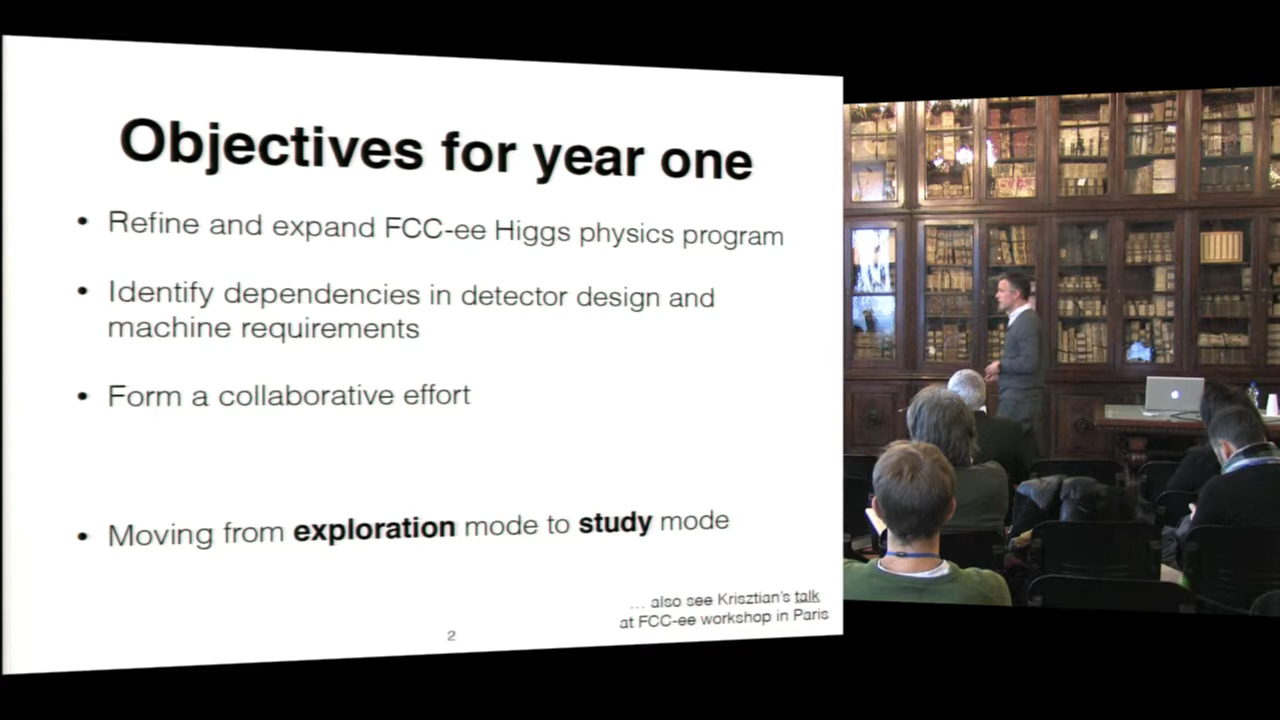 Objectives for year one
• Refine and expand FCC-ee Higgs physics program
• Identify dependencies in detector design and
machine requirements
• Form a collaborative effort
• Moving from exploration mode to study mode
... also see Krisztian's talk
at FCC-ee workshop in Paris
2